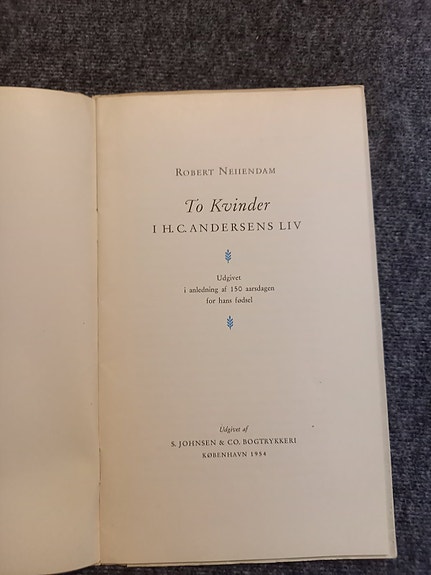 ROBERT NEIIENDAM
To Kvinder
I H.C.ANDERSENS LIV
Udgivet
i anledning af 150 aarsdagen
for hans fødsel
Udgivet af
S. JOHNSEN & CO. BOGTRYKKERI
KØBENHAVN 1954